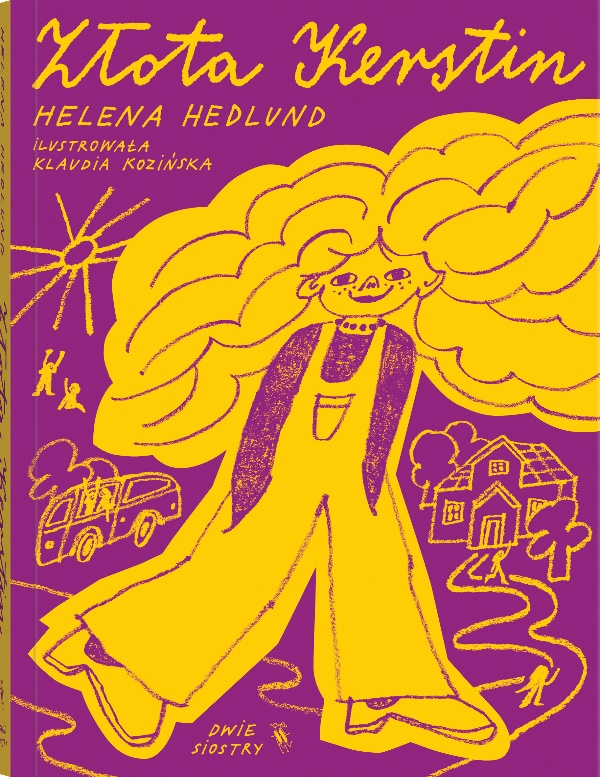 Złota Kerstin
HELENA HEDLUND
ILUSTROWAŁA
KLAUDIA KOZIŃSKA
DWIE
SIOSTRY